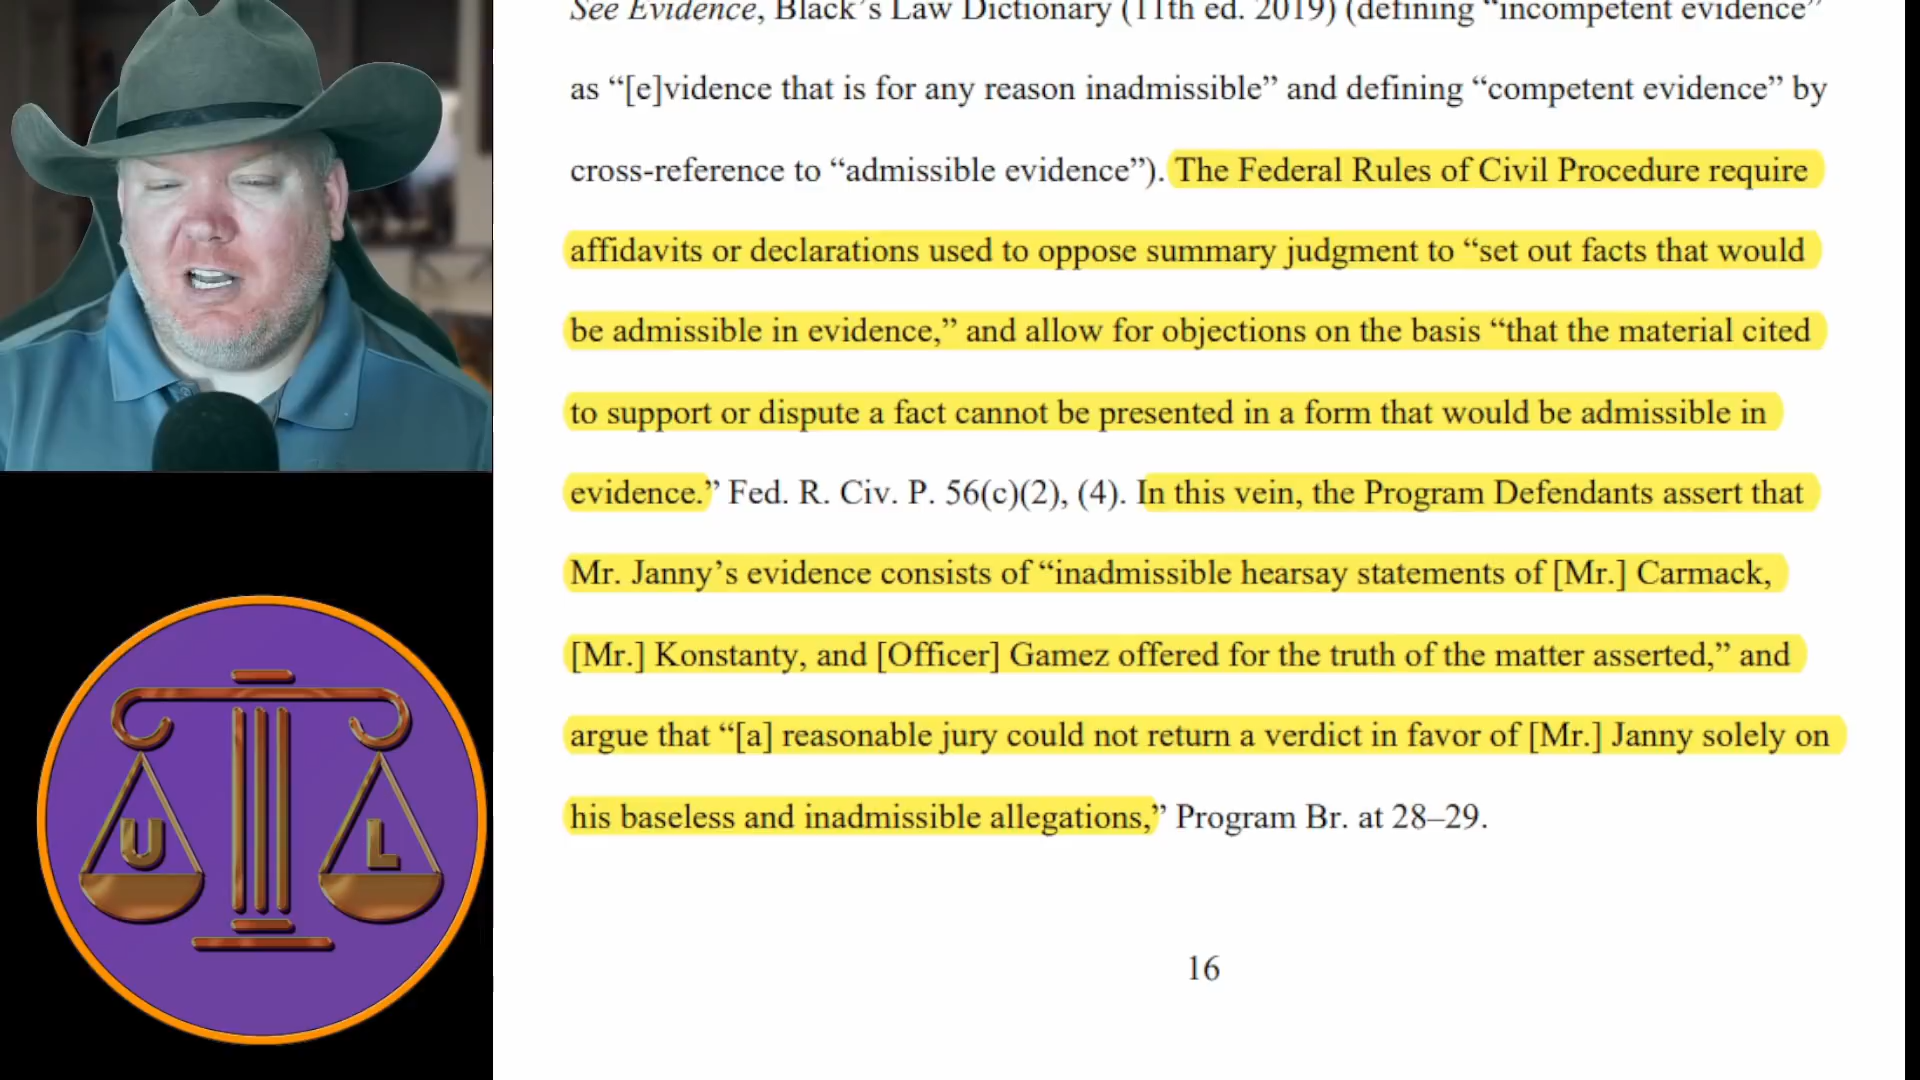 See Evidence, Black's Law Dictionary (11th ed. 2019) (defining “incompetent evidence”
as “[e]vidence that is for any reason inadmissible” and defining “competent evidence” by
cross-reference to “admissible evidence”). The Federal Rules of Civil Procedure require
affidavits or declarations used to oppose summary judgment to “set out facts that would
be admissible in evidence,” and allow for objections on the basis “that the material cited
to support or dispute a fact cannot be presented in a form that would be admissible in
evidence.” Fed. R. Civ. P. 56(c)(2), (4). In this vein, the Program Defendants assert that
Mr. Janny’s evidence consists of “inadmissible hearsay statements of [Mr.] Carmack,
[Mr.] Konstanty, and [Officer] Gamez offered for the truth of the matter asserted,” and
argue that “[a] reasonable jury could not return a verdict in favor of [Mr.] Janny solely on
his baseless and inadmissible allegations,” Program Br. at 28–29.
16
U L